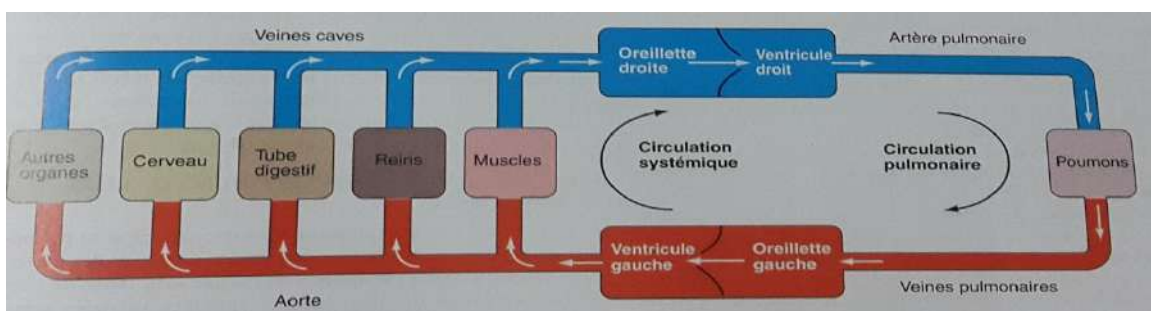 Veines caves
Oreillette
droite
Ventricule
droit
Artère pulmonaire
Autres
organes
Cerveau
Tube
digestif
Reins
Muscles
Circulation
systémique
Circulation
pulmonaire
Poumons
Ventricule
gauche
Oreillette
gauche
Aorte
Veines pulmonaires